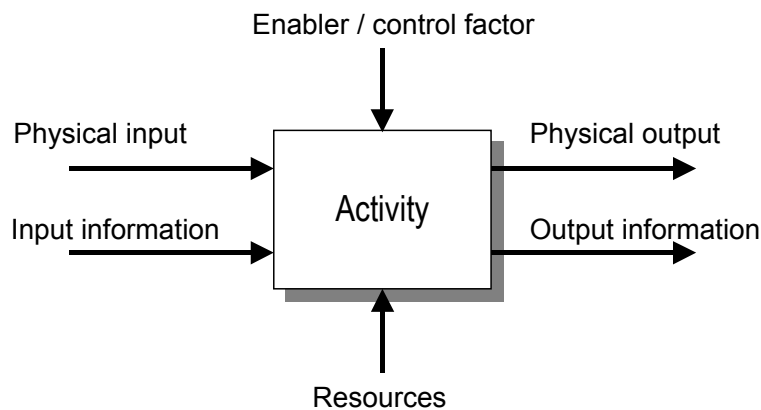 Enabler / control factor
Physical input
Physical output
Activity
Input information
Output information
Resources